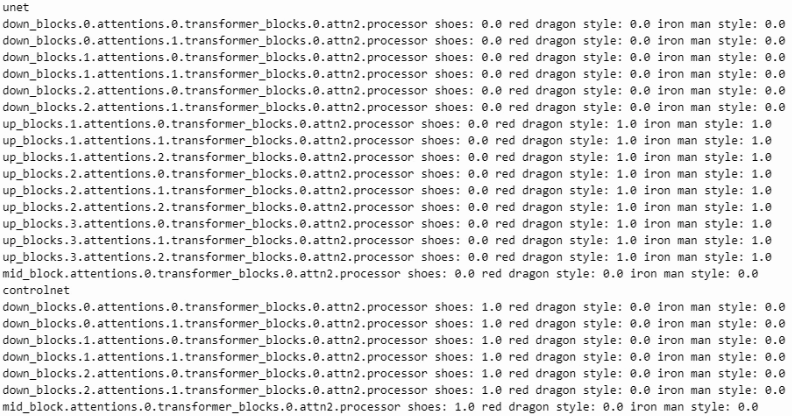 unet
down_blocks.0.attentions.0.transformer_blocks.0.attn2.processor shoes: 0.0 red dragon style: 0.0 iron man style: 0.0
down_blocks.0.attentions.1.transformer_blocks.0.attn2.processor shoes: 0.0 red dragon style: 0.0 iron man style: 0.0
down_blocks.1.attentions.0.transformer_blocks.0.attn2.processor shoes: 0.0 red dragon style: 0.0 iron man style: 0.0
down_blocks.1.attentions.1.transformer_blocks.0.attn2.processor shoes: 0.0 red dragon style: 0.0 iron man style: 0.0
down_blocks.2.attentions.0.transformer_blocks.0.attn2.processor shoes: 0.0 red dragon style: 0.0 iron man style: 0.0
down_blocks.2.attentions.1.transformer_blocks.0.attn2.processor shoes: 0.0 red dragon style: 0.0 iron man style: 0.0
up_blocks.1.attentions.0.transformer_blocks.0.attn2.processor shoes: 0.0 red dragon style: 1.0 iron man style: 1.0
up_blocks.1.attentions.1.transformer_blocks.0.attn2.processor shoes: 0.0 red dragon style: 1.0 iron man style: 1.0
up_blocks.1.attentions.2.transformer_blocks.0.attn2.processor shoes: 0.0 red dragon style: 1.0 iron man style: 1.0
up_blocks.2.attentions.0.transformer_blocks.0.attn2.processor shoes: 0.0 red dragon style: 1.0 iron man style: 1.0
up_blocks.2.attentions.1.transformer_blocks.0.attn2.processor shoes: 0.0 red dragon style: 1.0 iron man style: 1.0
up_blocks.2.attentions.2.transformer_blocks.0.attn2.processor shoes: 0.0 red dragon style: 1.0 iron man style: 1.0
up_blocks.3.attentions.0.transformer_blocks.0.attn2.processor shoes: 0.0 red dragon style: 1.0 iron man style: 1.0
up_blocks.3.attentions.1.transformer_blocks.0.attn2.processor shoes: 0.0 red dragon style: 1.0 iron man style: 1.0
up_blocks.3.attentions.2.transformer_blocks.0.attn2.processor shoes: 0.0 red dragon style: 1.0 iron man style: 1.0
mid_block.attentions.0.transformer_blocks.0.attn2.processor shoes: 0.0 red dragon style: 0.0 iron man style: 0.0
controlnet
down_blocks.0.attentions.0.transformer_blocks.0.attn2.processor shoes: 1.0 red dragon style: 0.0 iron man style: 0.0
down_blocks.0.attentions.1.transformer_blocks.0.attn2.processor shoes: 1.0 red dragon style: 0.0 iron man style: 0.0
down_blocks.1.attentions.0.transformer_blocks.0.attn2.processor shoes: 1.0 red dragon style: 0.0 iron man style: 0.0
down_blocks.1.attentions.1.transformer_blocks.0.attn2.processor shoes: 1.0 red dragon style: 0.0 iron man style: 0.0
down_blocks.2.attentions.0.transformer_blocks.0.attn2.processor shoes: 1.0 red dragon style: 0.0 iron man style: 0.0
down_blocks.2.attentions.1.transformer_blocks.0.attn2.processor shoes: 1.0 red dragon style: 0.0 iron man style: 0.0
mid_block.attentions.0.transformer_blocks.0.attn2.processor shoes: 1.0 red dragon style: 0.0 iron man style: 0.0